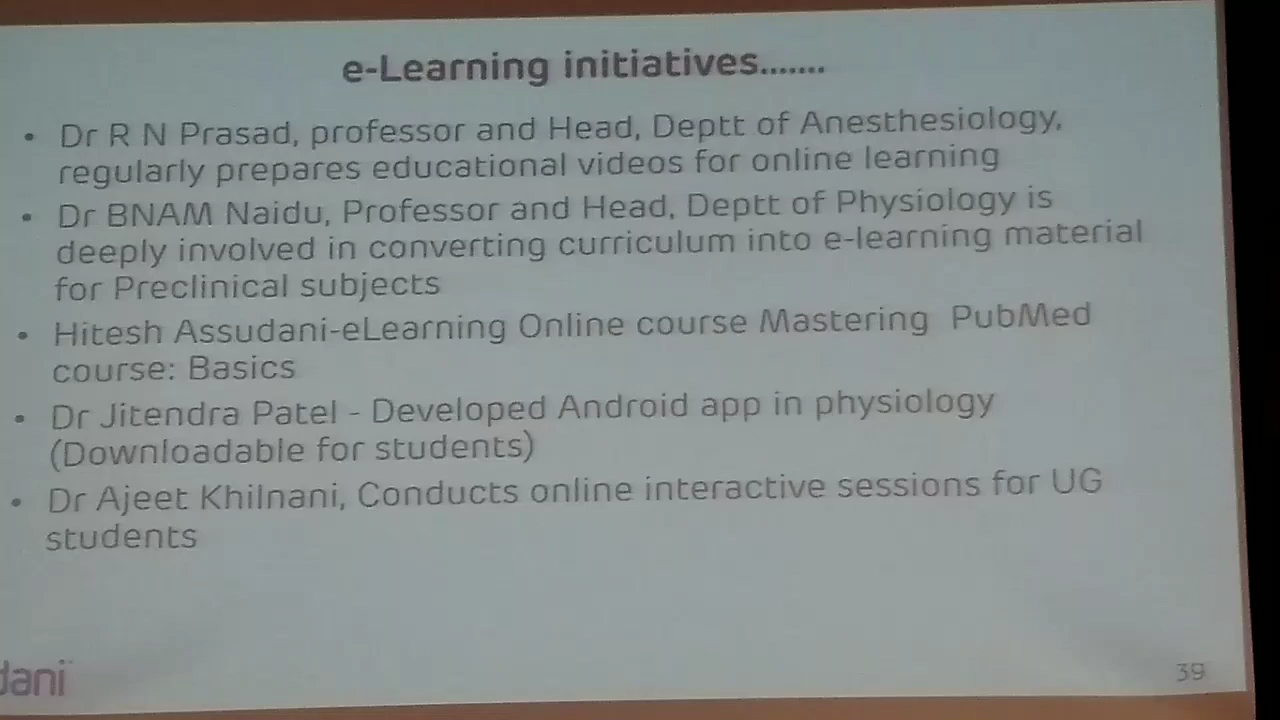 e-Learning initiatives.......
• Dr R N Prasad, professor and Head, Deptt of Anesthesiology,
regularly prepares educational videos for online learning
• Dr BNAM Naidu, Professor and Head, Deptt of Physiology is
deeply involved in converting curriculum into e-learning material
for Preclinical subjects
• Hitesh Assudani-eLearning Online course Mastering PubMed
course: Basics
• Dr Jitendra Patel - Developed Android app in physiology
(Downloadable for students)
• Dr Ajeet Khilnani, Conducts online interactive sessions for UG
students
dani
39